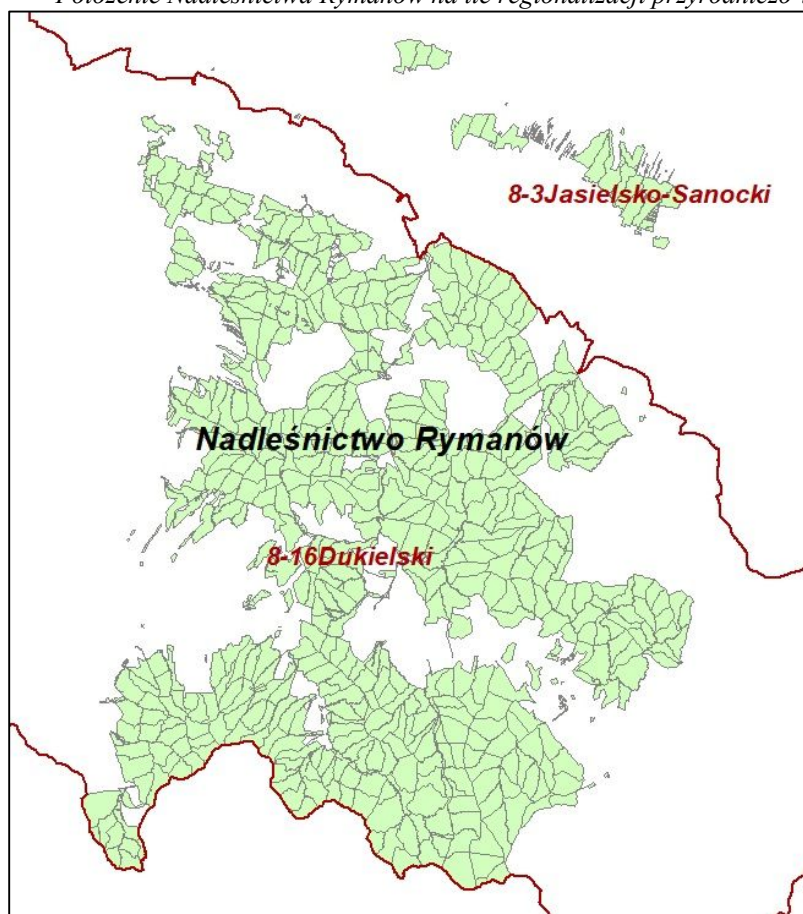 Położenie Nadleśnictwa Rymanów na tle regionalizacji przyrodniczo
8-3Jasielsko-Sanocki
Nadleśnictwo Rymanów
8-16Dukielski